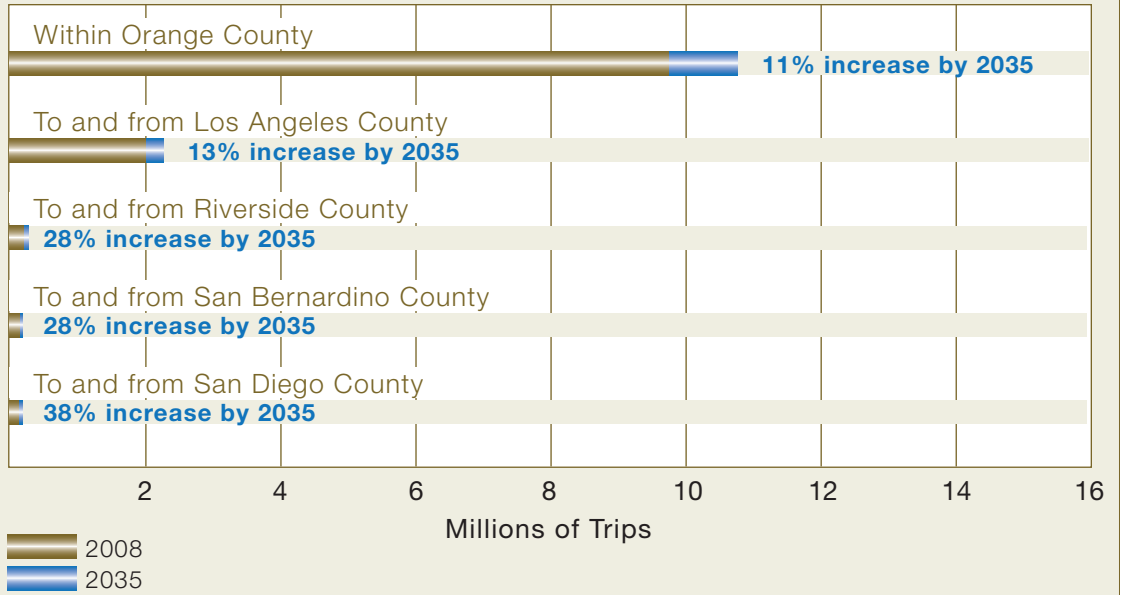 Within Orange County
11% increase by 2035
To and from Los Angeles County
13% increase by 2035
To and from Riverside County
28% increase by 2035
To and from San Bernardino County
28% increase by 2035
To and from San Diego County
38% increase by 2035
2 4 6 8 10 12 14 16
Millions of Trips
2008
2035